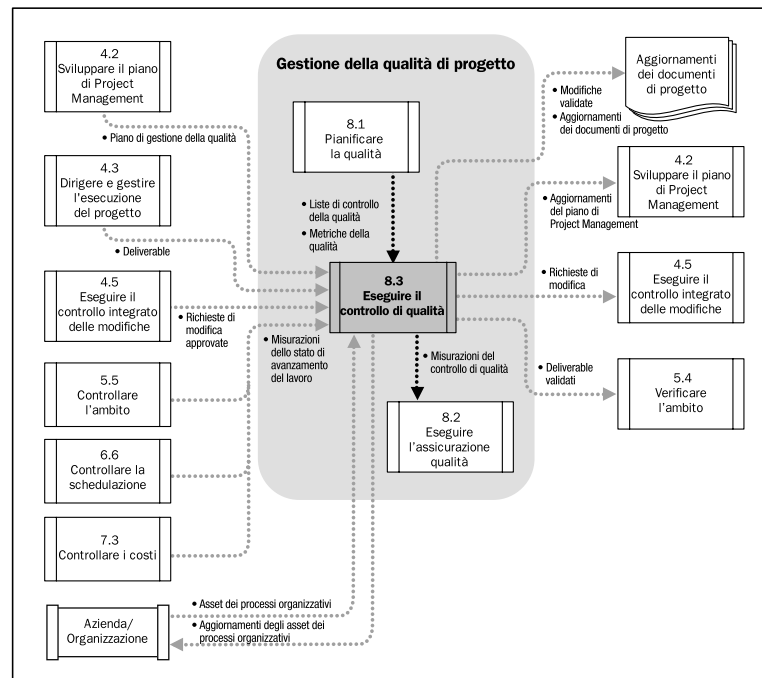 Gestione della qualità di progetto
4.2
Sviluppare il piano
di Project
Management
• Piano di gestione della qualità
4.3
Dirigere e gestire
l'esecuzione
del progetto
• Deliverable
4.5
Eseguire il
controllo integrato
delle modifiche
• Richieste di
modifica
approvate
5.5
Controllare
l'ambito
6.6
Controllare la
schedulazione
7.3
Controllare i costi
• Misurazioni
dello stato di
avanzamento
del lavoro
Azienda/
Organizzazione
• Asset dei processi organizzativi
• Aggiornamenti degli asset dei
processi organizzativi
8.1
Pianificare
la qualità
• Liste di controllo
della qualità
• Metriche della
qualità
8.3
Eseguire il
controllo di qualità
• Misurazioni del
controllo di qualità
8.2
Eseguire
l'assicurazione
qualità
• Modifiche
validate
• Aggiornamenti
dei documenti di progetto
Aggiornamenti
dei documenti
di progetto
• Aggiornamenti
del piano di
Project Management
4.2
Sviluppare il piano
di Project
Management
• Richieste di
modifica
4.5
Eseguire il
controllo integrato
delle modifiche
• Deliverable
validati
5.4
Verificare
l'ambito